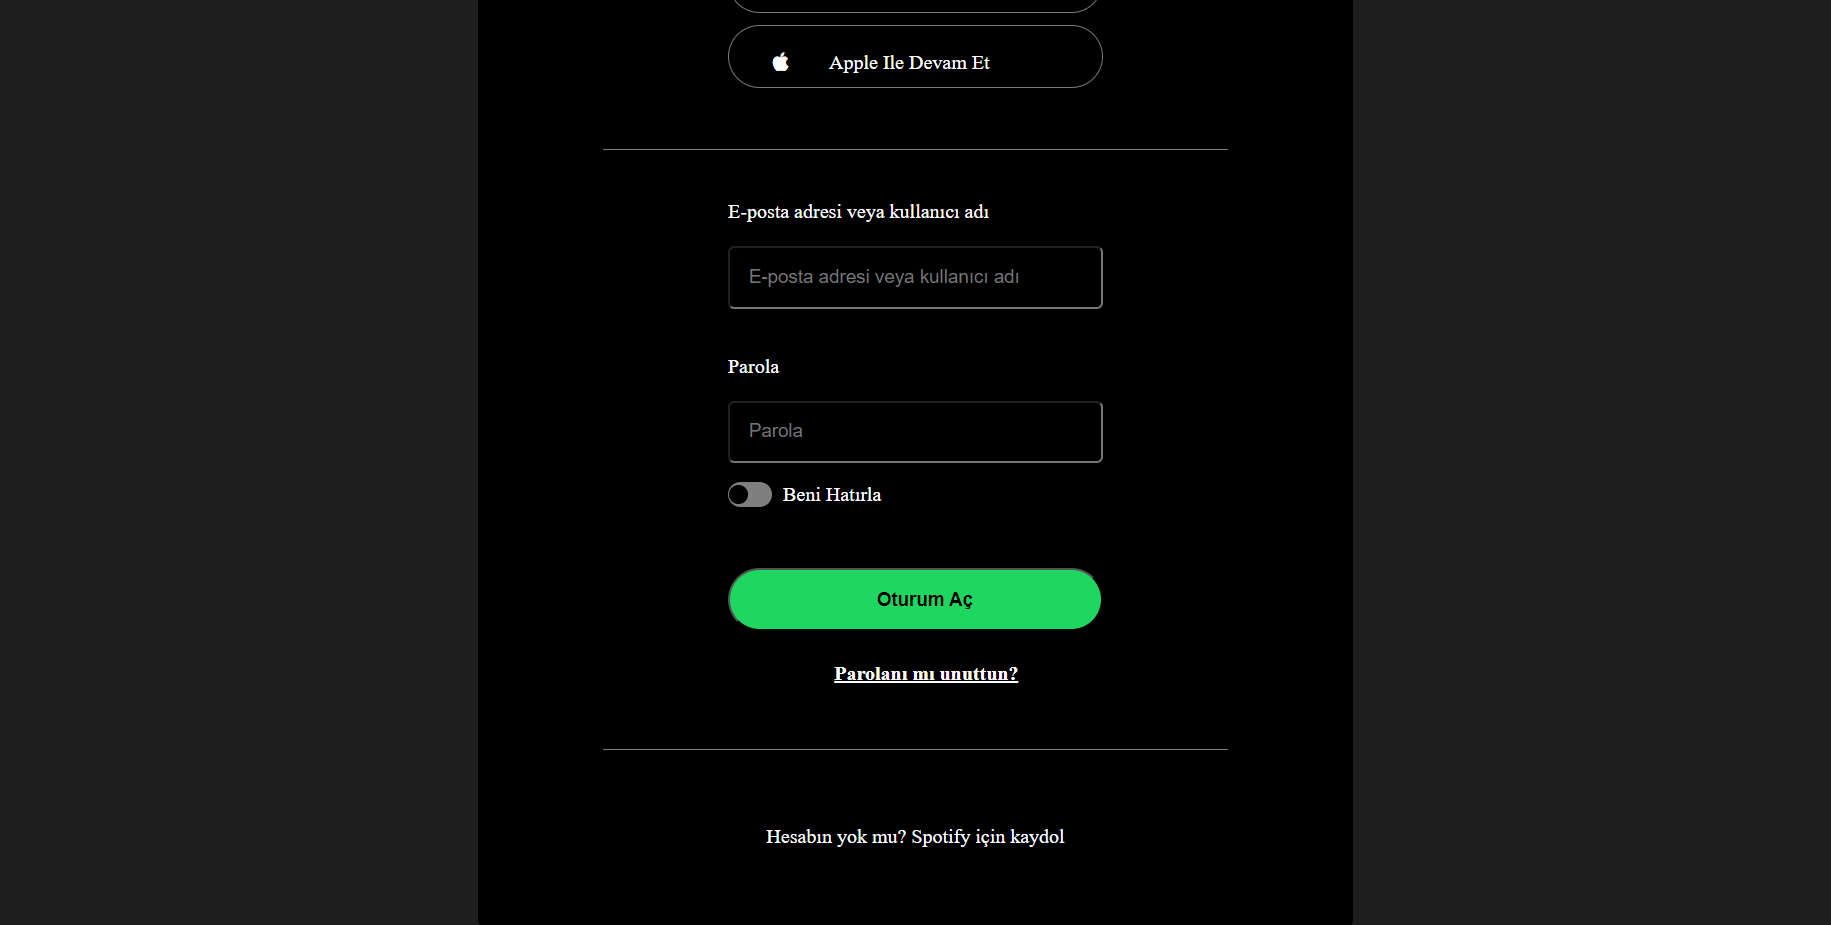 Apple Ile Devam Et
E-posta adresi veya kullanıcı adı
E-posta adresi veya kullanıcı adı
Parola
Parola
Beni Hatırla
Oturum Aç
Parolanı mı unuttun?
Hesabın yok mu? Spotify için kaydol